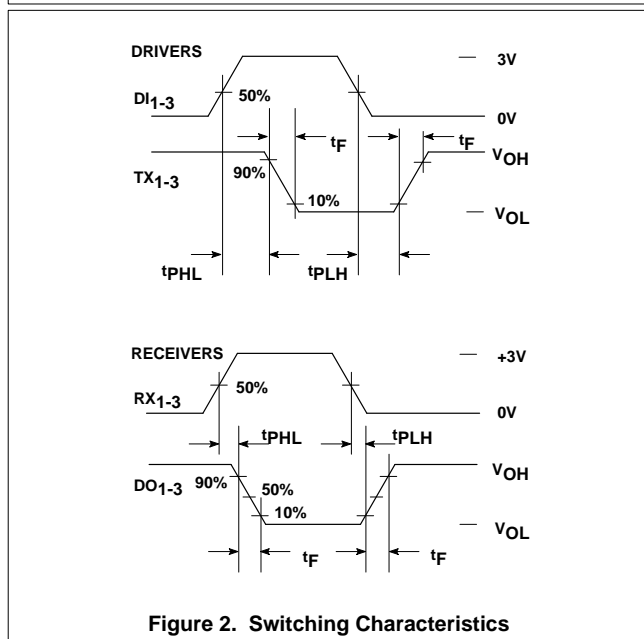 DRIVERS
3V
DI1-3
50%
0V
tF
tF
VOH
TX1-3
90%
10%
VOL
tPHL
tPLH
RECEIVERS
+3V
RX1-3
50%
0V
tPHL
tPLH
VOH
DO1-3
90%
50%
10%
VOL
tF
tF
Figure 2. Switching Characteristics